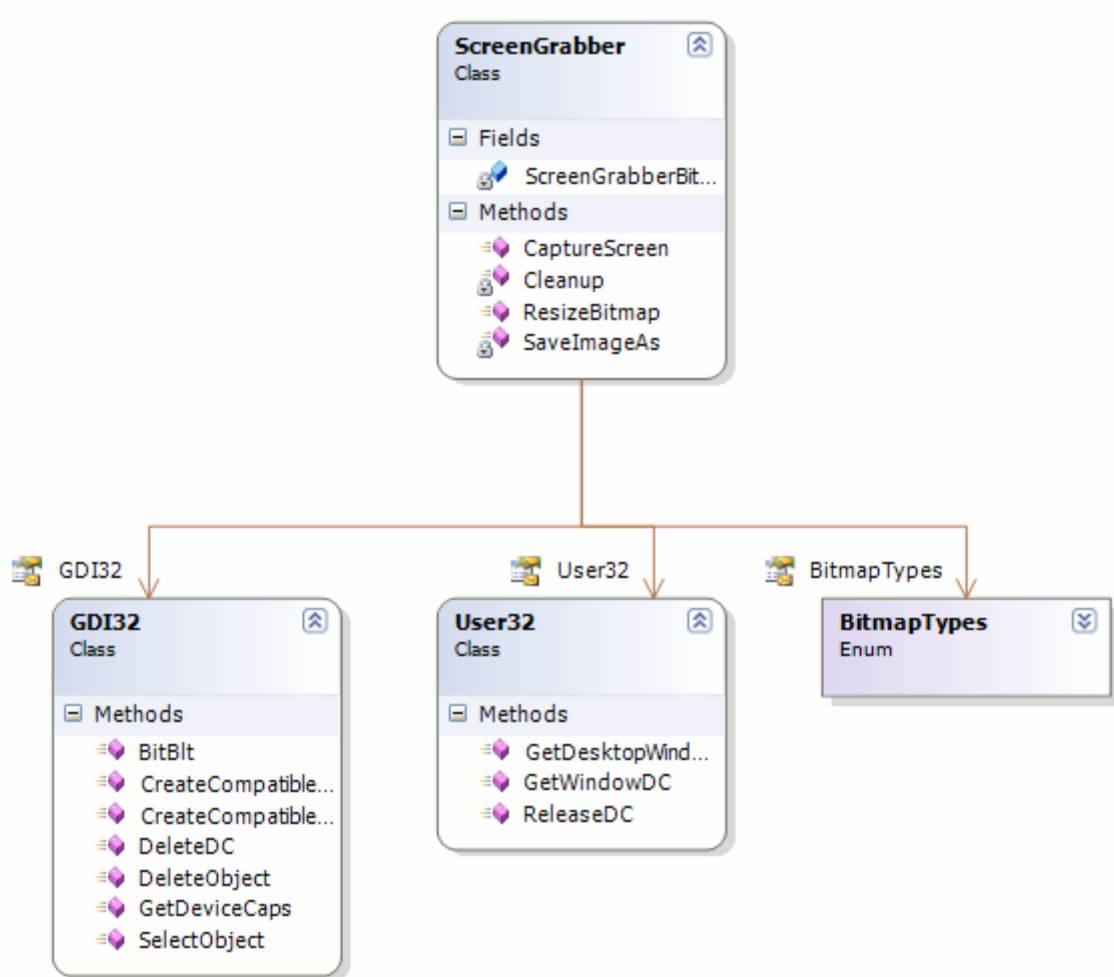 ScreenGrabber
Class
Fields
ScreenGrabberBit...
Methods
CaptureScreen
Cleanup
ResizeBitmap
SaveImageAs
GDI32
User32
BitmapTypes
GDI32
Class
Methods
BitBlt
CreateCompatible...
CreateCompatible...
DeleteDC
DeleteObject
GetDeviceCaps
SelectObject
User32
Class
Methods
GetDesktopWind...
GetWindowDC
ReleaseDC
BitmapTypes
Enum